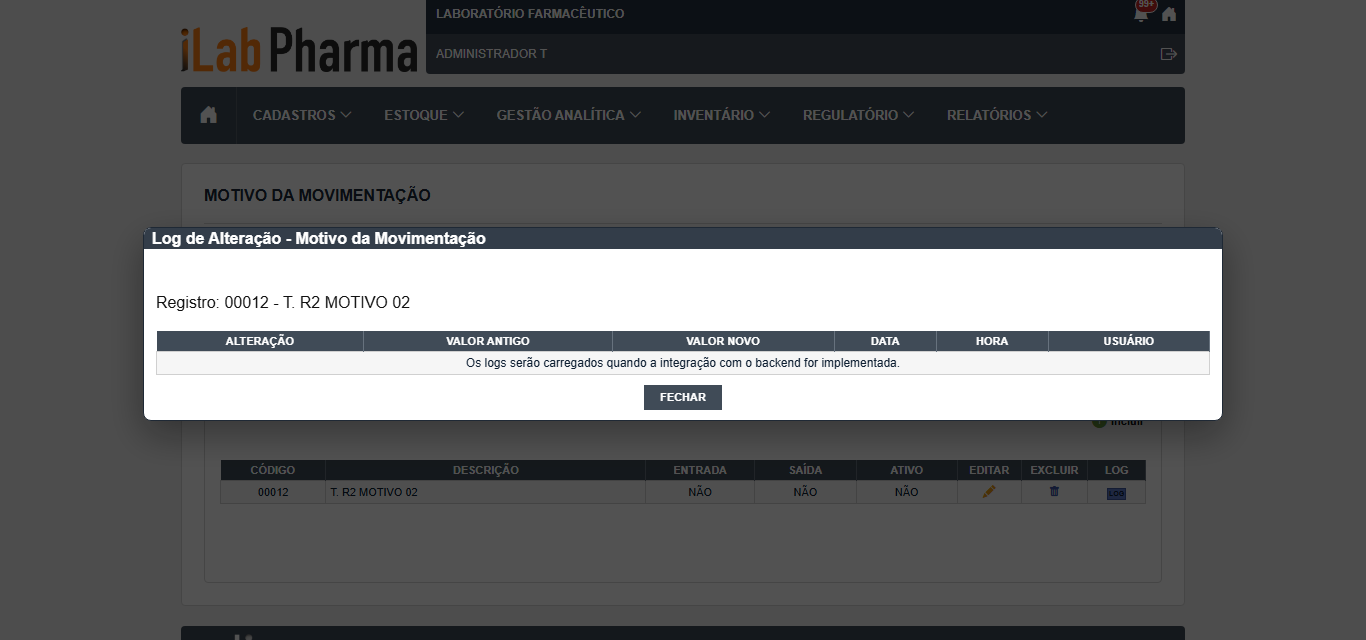 LABORATÓRIO FARMACÊUTICO
99+
iLab Pharma
ADMINISTRADOR T
CADASTROS ESTOQUE GESTÃO ANALÍTICA INVENTÁRIO REGULATÓRIO RELATÓRIOS
MOTIVO DA MOVIMENTAÇÃO
Log de Alteração - Motivo da Movimentação
Registro: 00012 - T. R2 MOTIVO 02
ALTERAÇÃO VALOR ANTIGO VALOR NOVO DATA HORA USUÁRIO
Os logs serão carregados quando a integração com o backend for implementada.
FECHAR
Incluir
CÓDIGO DESCRIÇÃO ENTRADA SAÍDA ATIVO EDITAR EXCLUIR LOG
00012 T. R2 MOTIVO 02 NÃO NÃO NÃO LOG